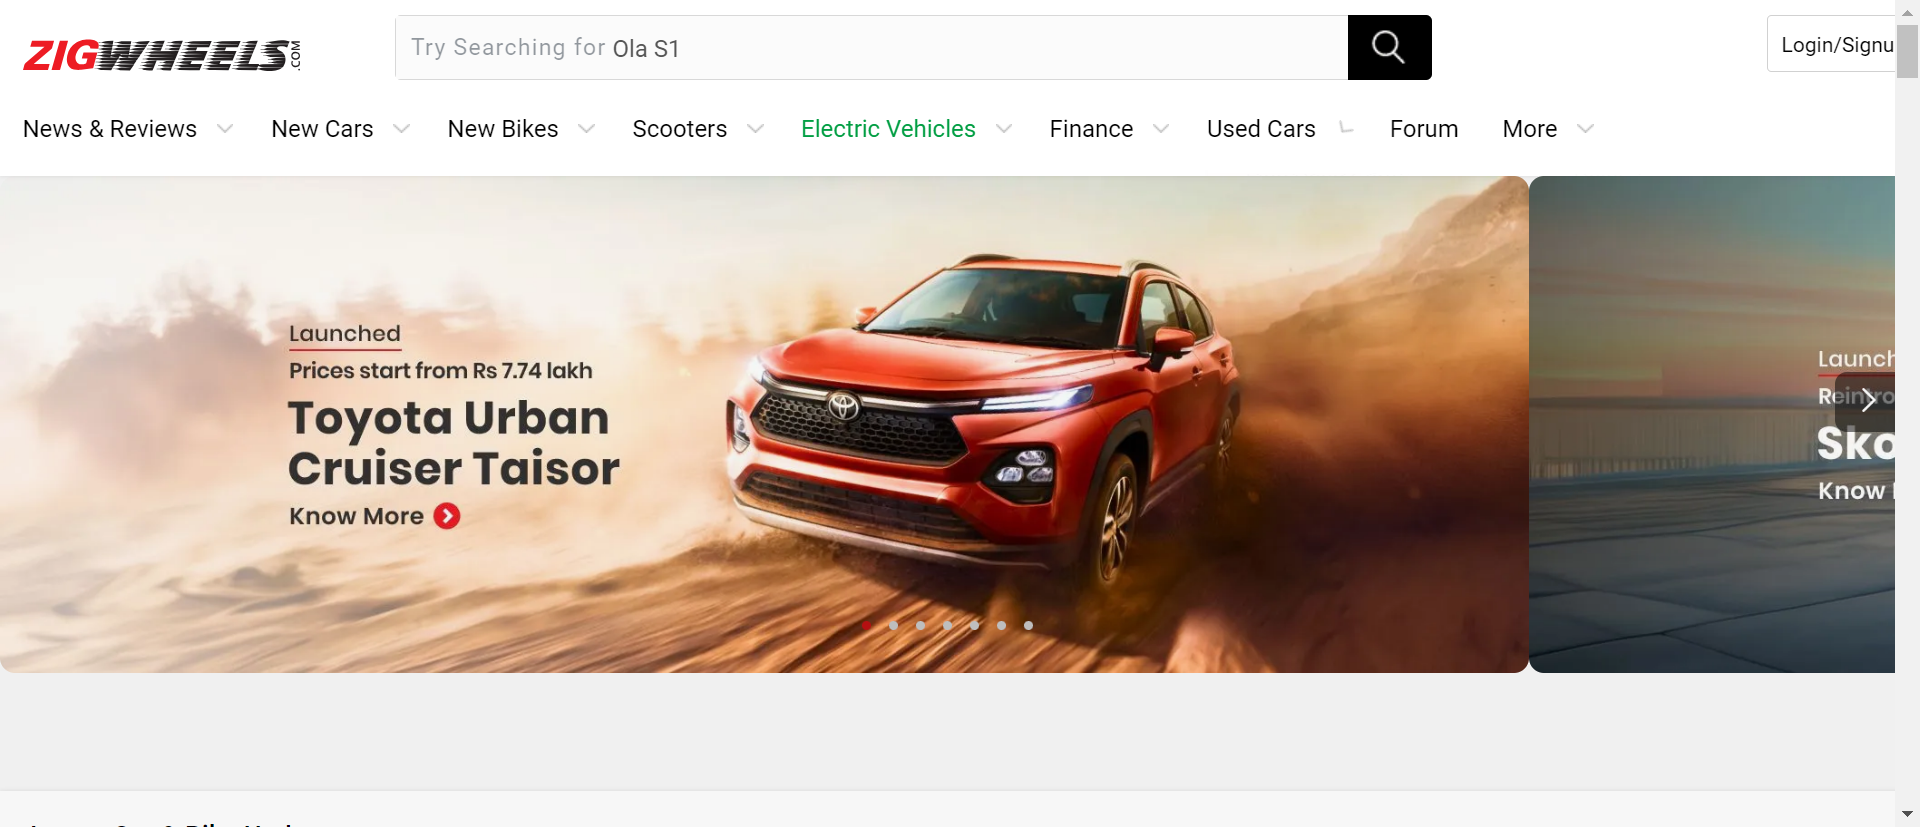 ZIGWHEELS.COM
Try Searching for Ola S1
Login/Signu
News & Reviews
New Cars
New Bikes
Scooters
Electric Vehicles
Finance
Used Cars
Forum
More
Launched
Prices start from Rs 7.74 lakh
Toyota Urban
Cruiser Taisor
Know More
Launch
Reintro
Sko
Know